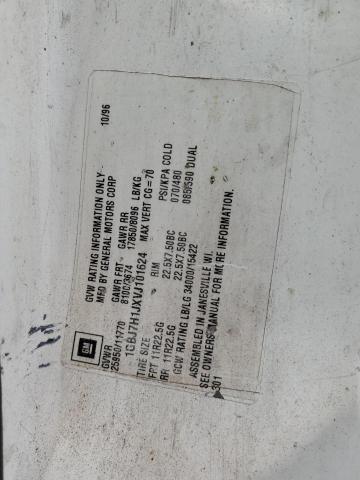 GVW RATING INFORMATION ONLY 10/96
MFD BY GENERAL MOTORS CORP
GM
GVWR GAWR FRT GAWR RR
25950/11770 8100/3674 17850/8096 LB/KG
1GBJ7H1JXVJ101624 MAX VERT CG=70
TIRE SIZE RIM PSI/KPA COLD
FRT 11R22.5G 22.5X7.50BC 070/480
RR 11R22.5G 22.5X7.50BC 085/590 DUAL
GCW RATING LB/LG 34000/15422
ASSEMBLED IN JANESVILLE WI.
SEE OWNERS MANUAL FOR MORE INFORMATION.
301